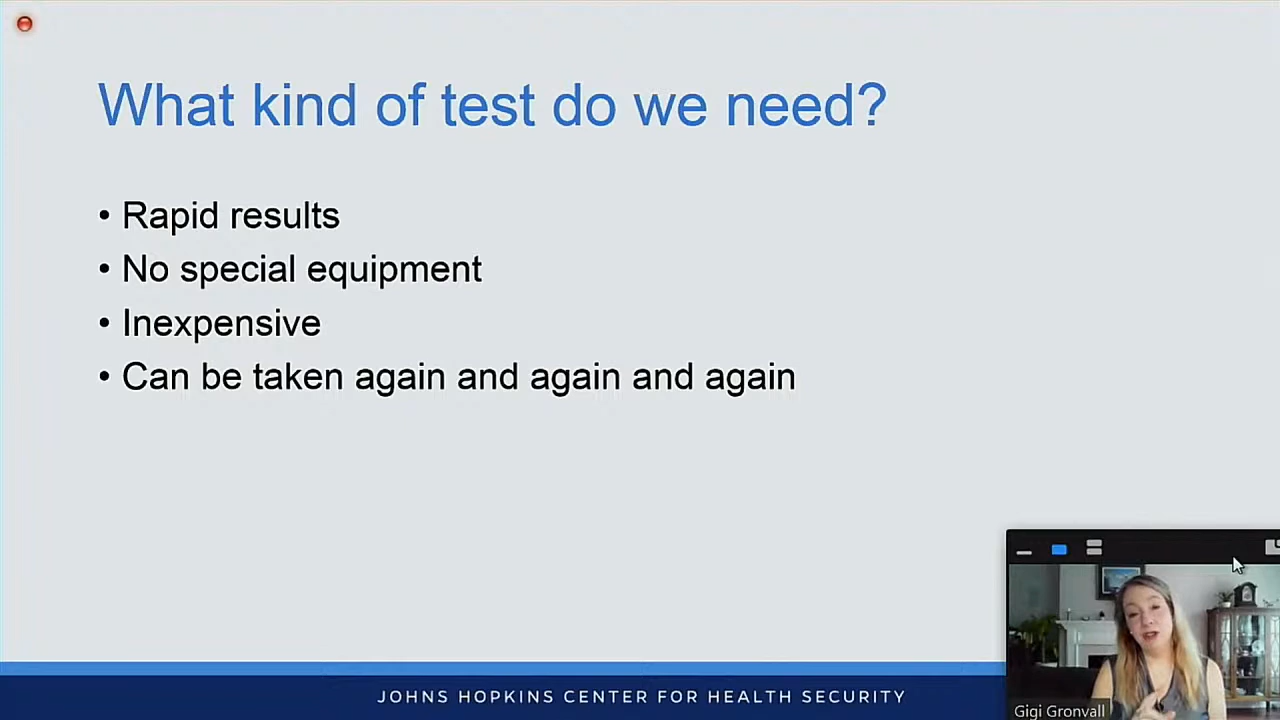 What kind of test do we need?
• Rapid results
• No special equipment
• Inexpensive
• Can be taken again and again and again
JOHNS HOPKINS CENTER FOR HEALTH SECURITY
Gigi Gronvall